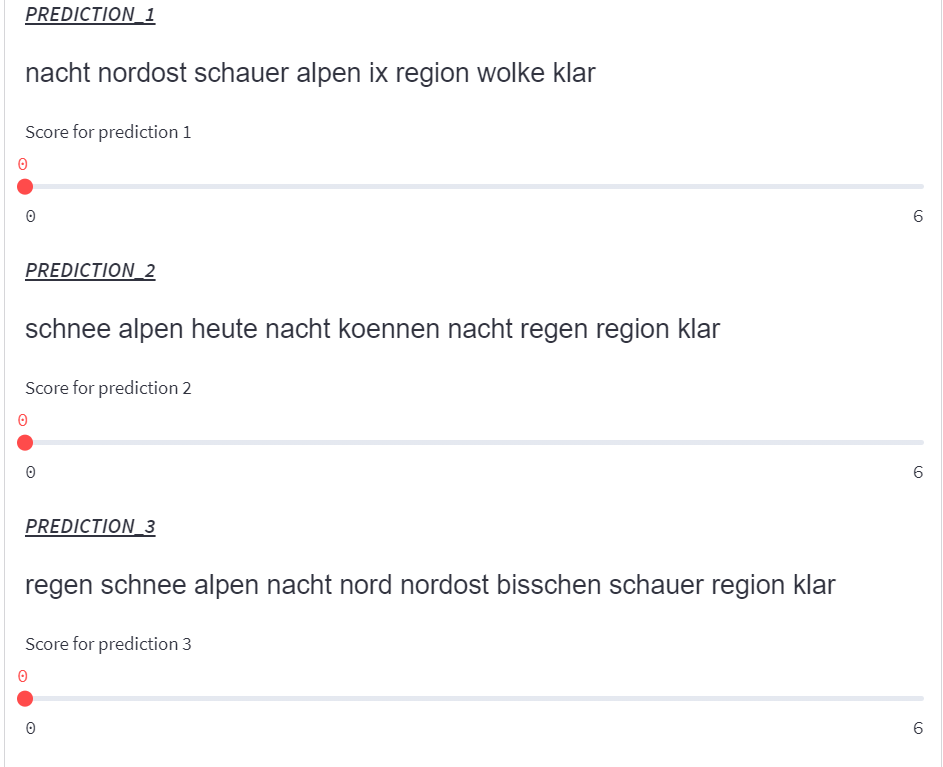 PREDICTION_1
nacht nordost schauer alpen ix region wolke klar
Score for prediction 1
0
0 6
PREDICTION_2
schnee alpen heute nacht koennen nacht regen region klar
Score for prediction 2
0
0 6
PREDICTION_3
regen schnee alpen nacht nord nordost bisschen schauer region klar
Score for prediction 3
0
0 6